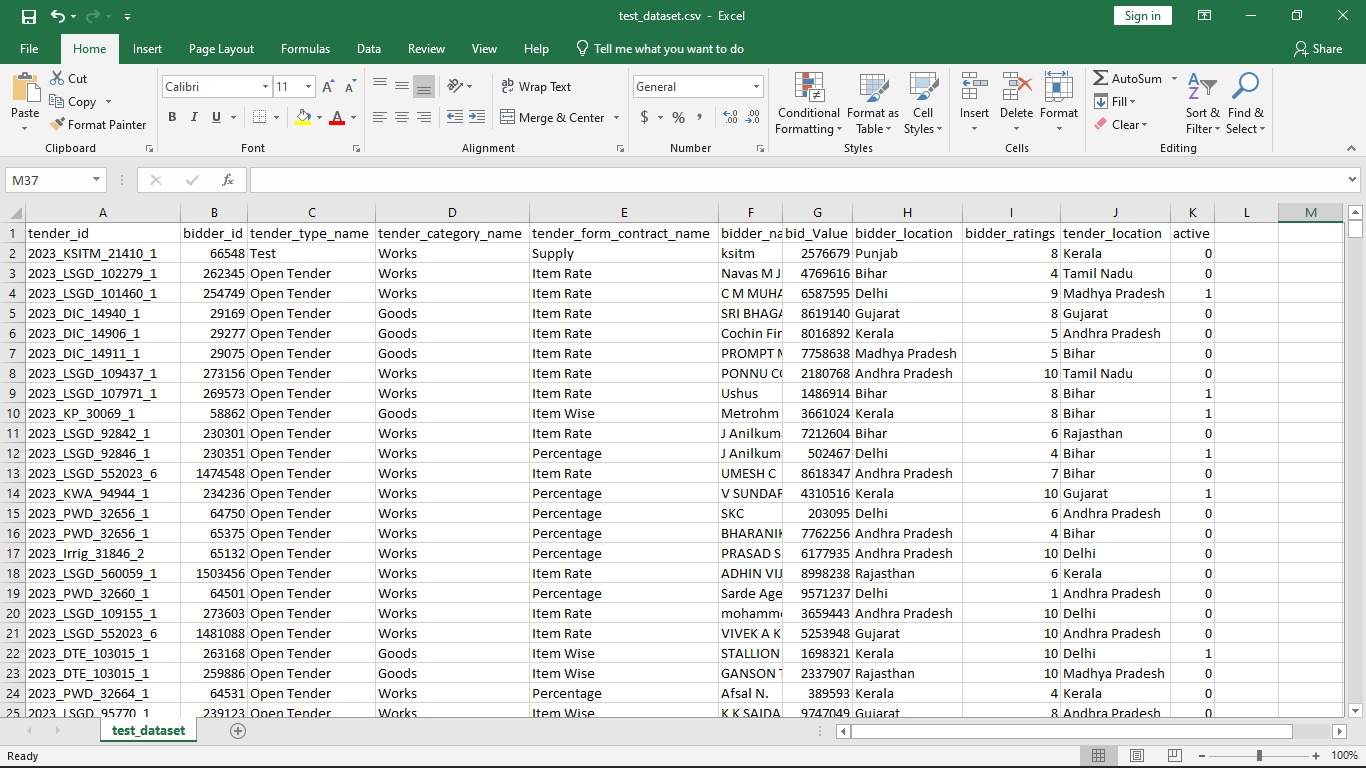 test_dataset.csv - Excel
Sign in
File Home Insert Page Layout Formulas Data Review View Help Tell me what you want to do Share
Cut
Copy
Format Painter
Paste
Calibri 11
B I U A
Wrap Text
Merge & Center
General
$ % ,
Conditional Formatting
Format as Table
Cell Styles
Insert Delete Format
AutoSum
Fill
Clear
Sort & Filter
Find & Select
Clipboard Font Alignment Number Styles Cells Editing
M37 fx
A B C D E F G H I J K L M
1 tender_id bidder_id tender_type_name tender_category_name tender_form_contract_name bidder_na bid_Value bidder_location bidder_ratings tender_location active
2 2023_KSITM_21410_1 66548 Test Works Supply ksitm 2576679 Punjab 8 Kerala 0
3 2023_LSGD_102279_1 262345 Open Tender Works Item Rate Navas M J 4769616 Bihar 4 Tamil Nadu 0
4 2023_LSGD_101460_1 254749 Open Tender Works Item Rate C M MUHA 6587595 Delhi 9 Madhya Pradesh 1
5 2023_DIC_14940_1 29169 Open Tender Goods Item Rate SRI BHAGA 8619140 Gujarat 8 Gujarat 0
6 2023_DIC_14906_1 29277 Open Tender Goods Item Rate Cochin Fir 8016892 Kerala 5 Andhra Pradesh 0
7 2023_DIC_14911_1 29075 Open Tender Goods Item Rate PROMPT M 7758638 Madhya Pradesh 5 Bihar 0
8 2023_LSGD_109437_1 273156 Open Tender Works Item Rate PONNU CO 2180768 Andhra Pradesh 10 Tamil Nadu 0
9 2023_LSGD_107971_1 269573 Open Tender Works Item Rate Ushus 1486914 Bihar 8 Bihar 1
10 2023_KP_30069_1 58862 Open Tender Goods Item Wise Metrohm 3661024 Kerala 8 Bihar 1
11 2023_LSGD_92842_1 230301 Open Tender Works Item Rate J Anilkum 7212604 Bihar 6 Rajasthan 0
12 2023_LSGD_92846_1 230351 Open Tender Works Percentage J Anilkum 502467 Delhi 4 Bihar 1
13 2023_LSGD_552023_6 1474548 Open Tender Works Item Rate UMESH C 8618347 Andhra Pradesh 7 Bihar 0
14 2023_KWA_94944_1 234236 Open Tender Works Percentage V SUNDAR 4310516 Kerala 10 Gujarat 1
15 2023_PWD_32656_1 64750 Open Tender Works Percentage SKC 203095 Delhi 6 Andhra Pradesh 0
16 2023_PWD_32656_1 65375 Open Tender Works Percentage BHARANIK 7762256 Andhra Pradesh 4 Bihar 0
17 2023_Irrig_31846_2 65132 Open Tender Works Percentage PRASAD S 6177935 Andhra Pradesh 10 Delhi 0
18 2023_LSGD_560059_1 1503456 Open Tender Works Item Rate ADHIN VIJ 8998238 Rajasthan 6 Kerala 0
19 2023_PWD_32660_1 64501 Open Tender Works Percentage Sarde Age 9571237 Delhi 1 Andhra Pradesh 0
20 2023_LSGD_109155_1 273603 Open Tender Works Item Rate mohamme 3659443 Andhra Pradesh 10 Delhi 0
21 2023_LSGD_552023_6 1481088 Open Tender Works Item Rate VIVEK A K 5253948 Gujarat 10 Andhra Pradesh 0
22 2023_DTE_103015_1 263168 Open Tender Goods Item Wise STALLION 1698321 Kerala 10 Delhi 1
23 2023_DTE_103015_1 259886 Open Tender Goods Item Wise GANSON T 2337907 Rajasthan 10 Madhya Pradesh 0
24 2023_PWD_32664_1 64531 Open Tender Works Percentage Afsal N. 389593 Kerala 4 Kerala 0
25 2023_LSGD_95770_1 239123 Open Tender Works Item Wise K K SAIDA 9747049 Gujarat 8 Andhra Pradesh 0
test_dataset
Ready 100%